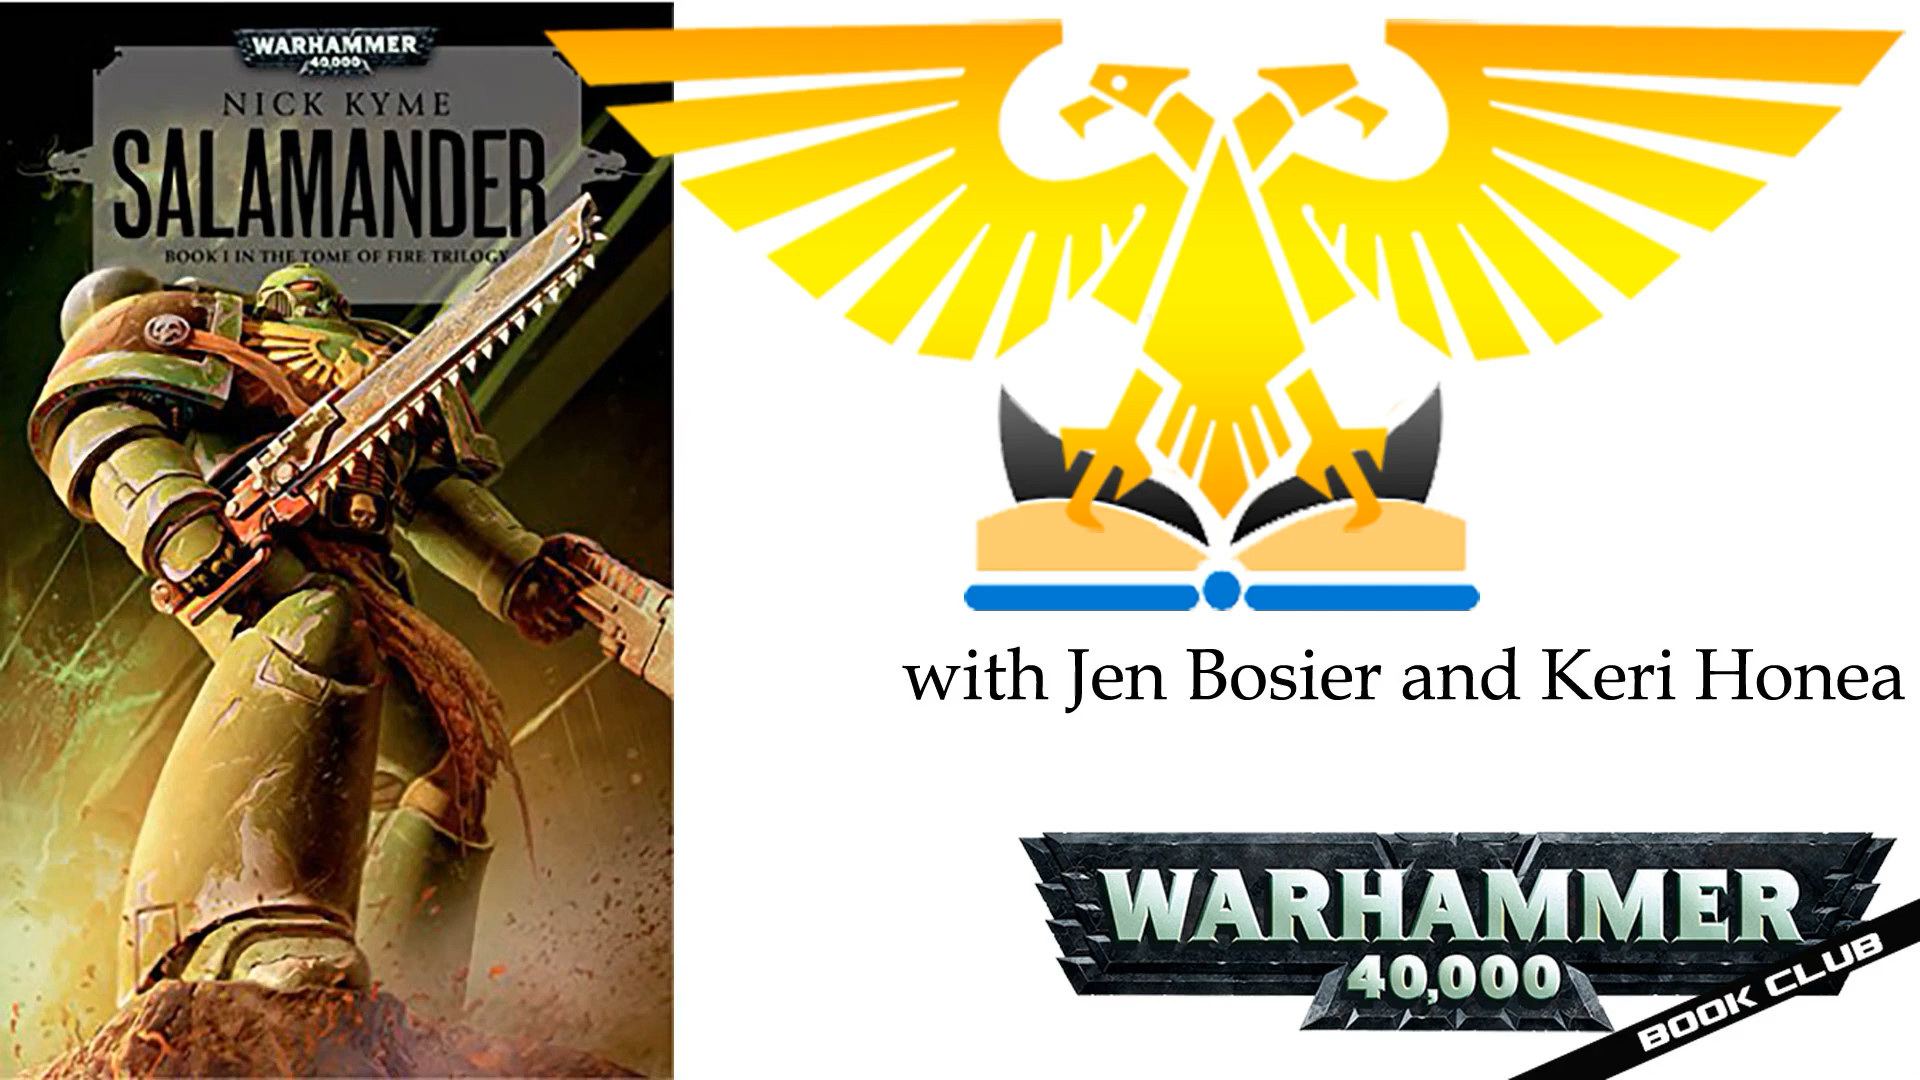 WARHAMMER
40,000
NICK KYME
SALAMANDER
BOOK I IN THE TOME OF FIRE TRILOGY
with Jen Bosier and Keri Honea
WARHAMMER
40,000
BOOK CLUB